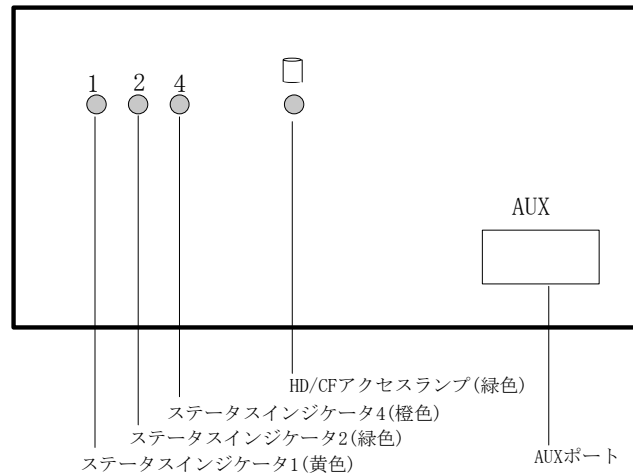 1 2 4
AUX
HD/CFアクセスランプ(緑色)
ステータスインジケータ4(橙色)
ステータスインジケータ2(緑色)
AUXポート
ステータスインジケータ1(黄色)